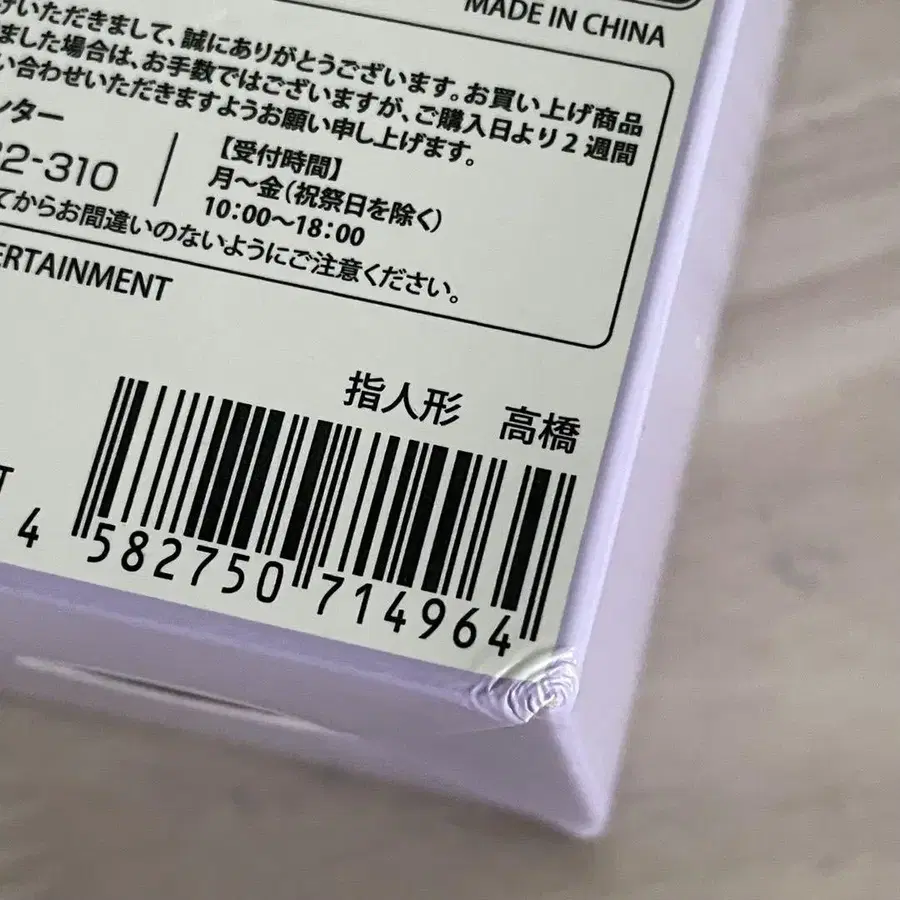 MADE IN CHINA
いただきまして、誠にありがとうございます。お買い上げ商品
ました場合は、お手数ではございますが、ご購入日より2週間
い合わせいただきますようお願い申し上げます。
ンター
2-310
【受付時間】
月〜金(祝祭日を除く)
10:00〜18:00
てからお間違いのないようにご注意ください。
ERTAINMENT
指人形 高橋
T
4 582750 714964